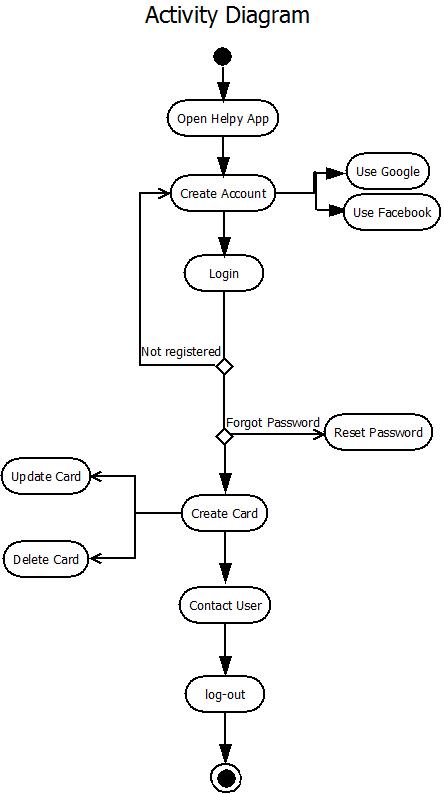 Activity Diagram
Open Helpy App
Create Account
Use Google
Use Facebook
Login
Not registered
Forgot Password
Reset Password
Update Card
Create Card
Delete Card
Contact User
log-out